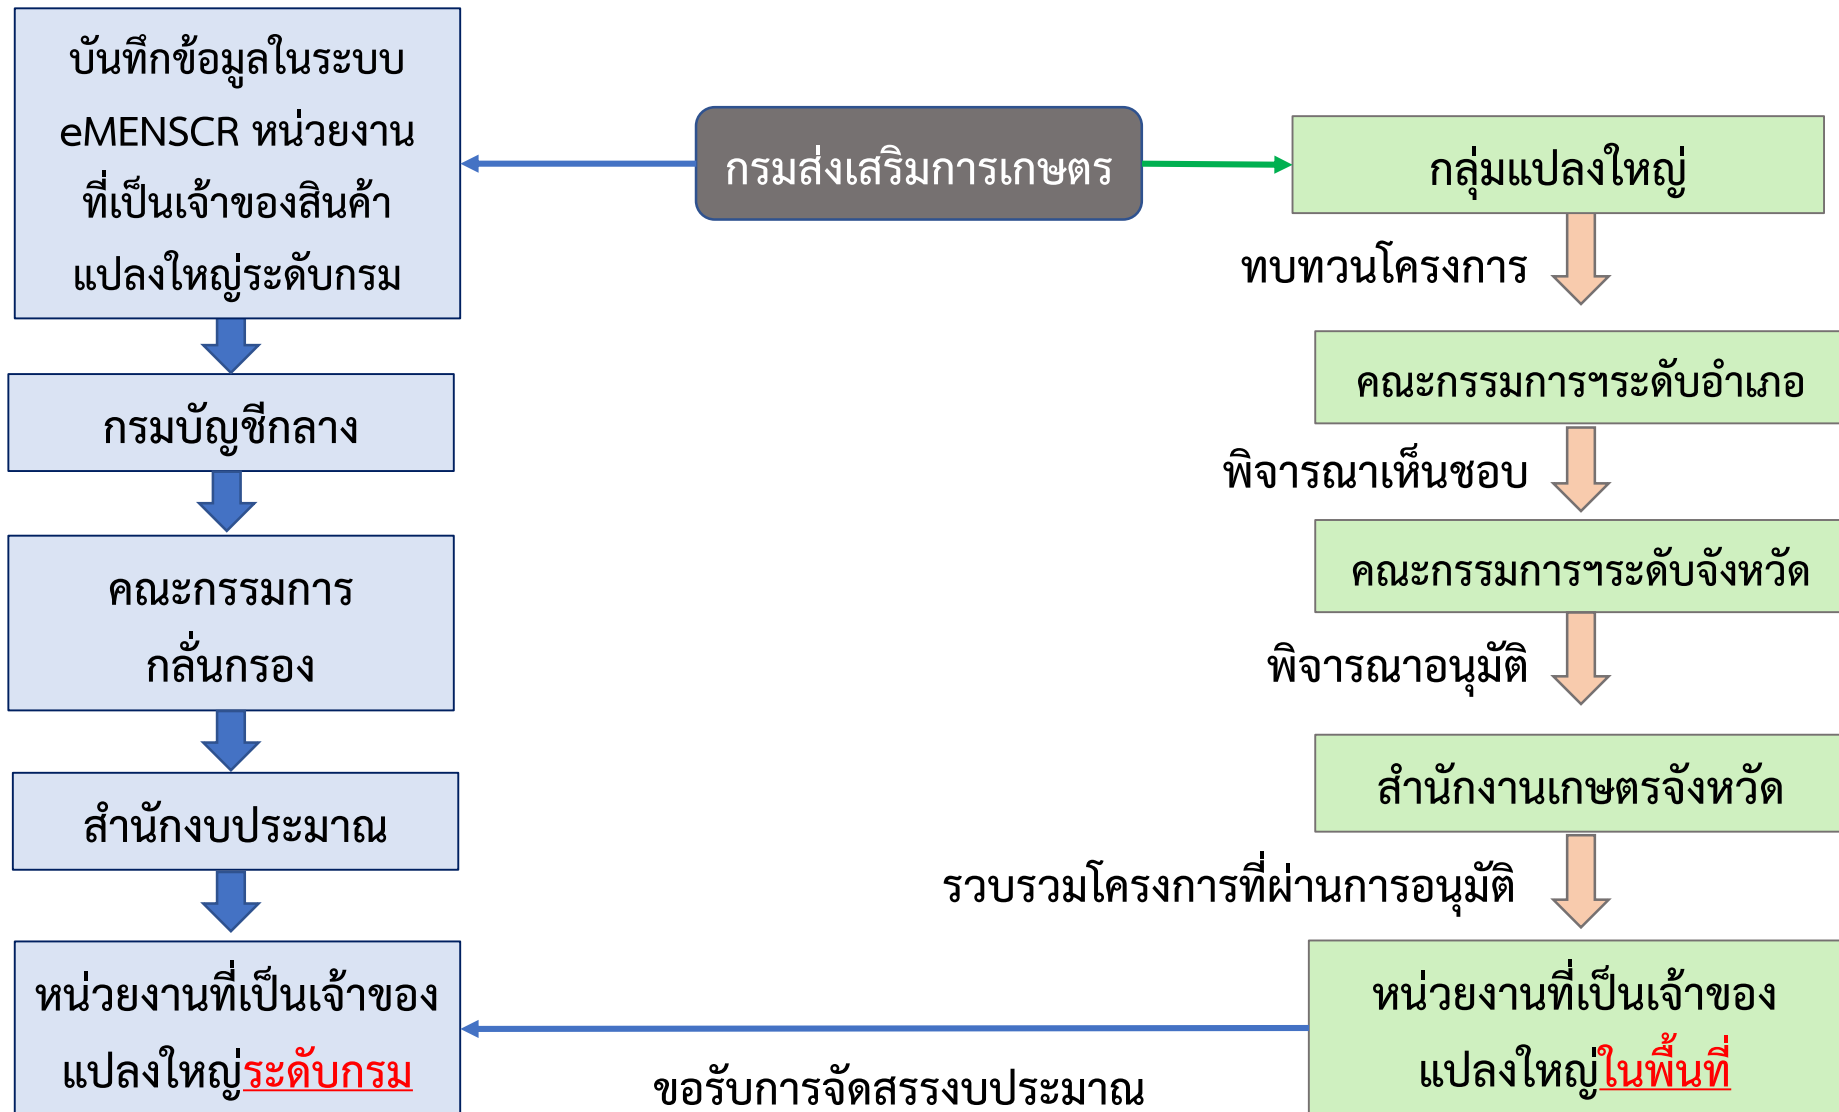 บันทึกข้อมูลในระบบ
eMENSCR หน่วยงาน
ที่เป็นเจ้าของสินค้า
แปลงใหญ่ระดับกรม
กรมบัญชีกลาง
คณะกรรมการ
กลั่นกรอง
สำนักงบประมาณ
หน่วยงานที่เป็นเจ้าของ
แปลงใหญ่ระดับกรม
กรมส่งเสริมการเกษตร
กลุ่มแปลงใหญ่
ทบทวนโครงการ
คณะกรรมการฯระดับอำเภอ
พิจารณาเห็นชอบ
คณะกรรมการฯระดับจังหวัด
พิจารณาอนุมัติ
สำนักงานเกษตรจังหวัด
รวบรวมโครงการที่ผ่านการอนุมัติ
หน่วยงานที่เป็นเจ้าของ
แปลงใหญ่ในพื้นที่
ขอรับการจัดสรรงบประมาณ